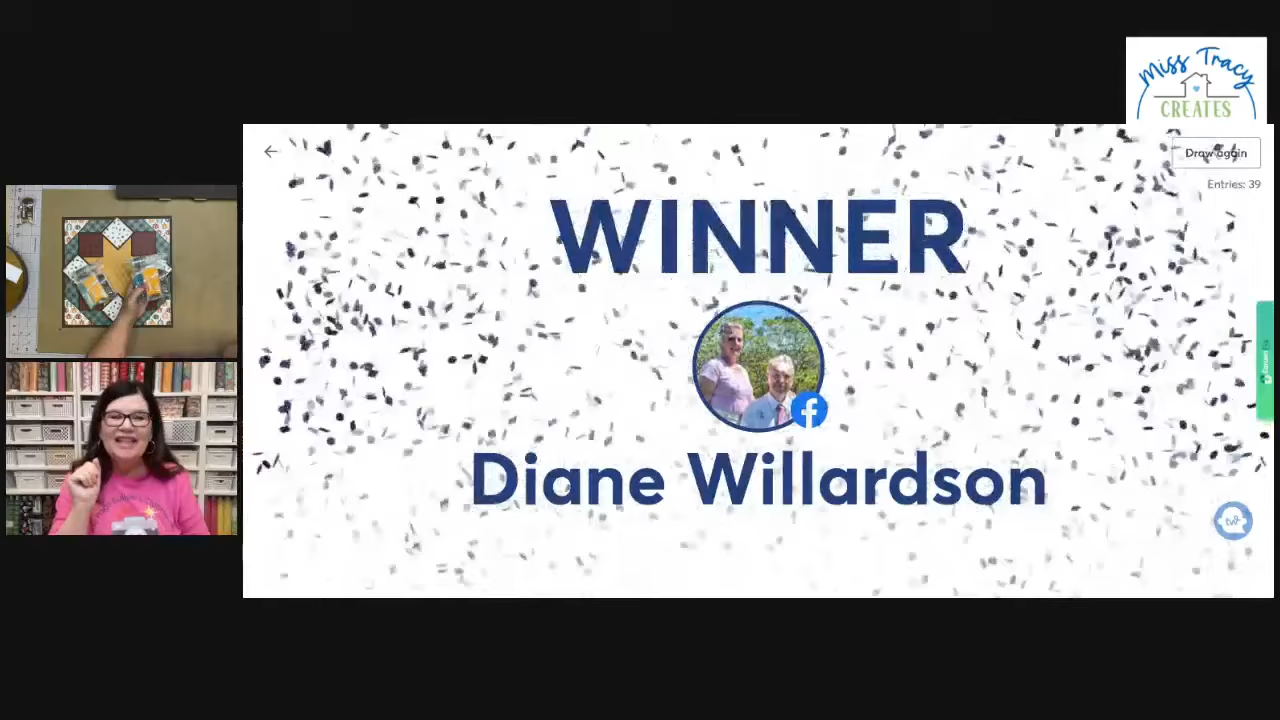 Miss Tracy
CREATES
Draw again
Entries: 39
WINNER
Diane Willardson